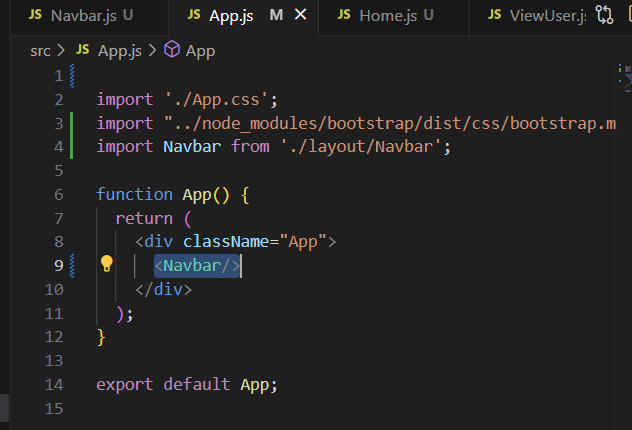 JS Navbar.js U JS App.js M × JS Home.js U JS ViewUser.js
src > JS App.js > App
1
2 import './App.css';
3 import "../node_modules/bootstrap/dist/css/bootstrap.m
4 import Navbar from './layout/Navbar';
5
6 function App() {
7 return (
8 <div className="App">
9 <Navbar/>
10 </div>
11 );
12 }
13
14 export default App;
15